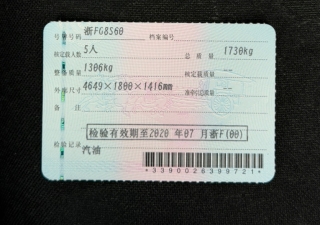 号牌号码 浙FG8S60 档案编号
核定载人数 5人 总质量 1730kg
整备质量 1306kg 核定载质量 --
外廓尺寸 4649×1800×1416mm 准牵引总质量 --
备注
检验有效期至2020年07月浙F(00)
检验记录
汽油
*3390026399721*